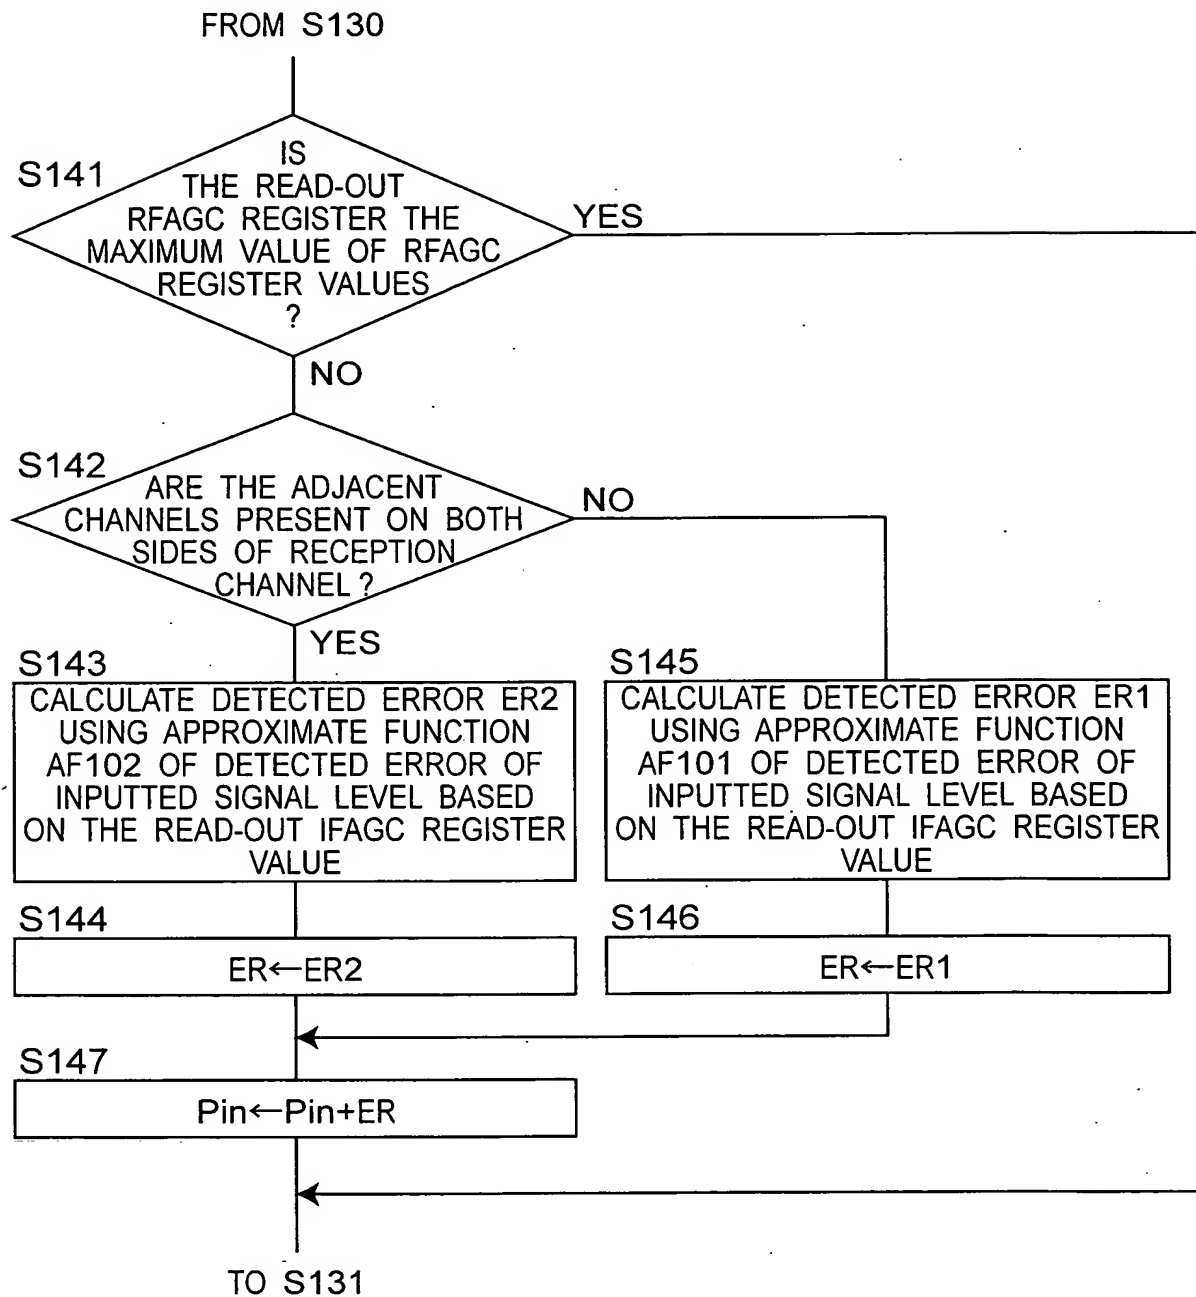 FROM S130
S141
IS
THE READ-OUT
RFAGC REGISTER THE
MAXIMUM VALUE OF RFAGC
REGISTER VALUES
?
YES
NO
S142
ARE THE ADJACENT
CHANNELS PRESENT ON BOTH
SIDES OF RECEPTION
CHANNEL?
NO
YES
S143
CALCULATE DETECTED ERROR ER2
USING APPROXIMATE FUNCTION
AF102 OF DETECTED ERROR OF
INPUTTED SIGNAL LEVEL BASED
ON THE READ-OUT IFAGC REGISTER
VALUE
S145
CALCULATE DETECTED ERROR ER1
USING APPROXIMATE FUNCTION
AF101 OF DETECTED ERROR OF
INPUTTED SIGNAL LEVEL BASED
ON THE READ-OUT IFAGC REGISTER
VALUE
S144
ER←ER2
S146
ER←ER1
S147
Pin←Pin+ER
TO S131